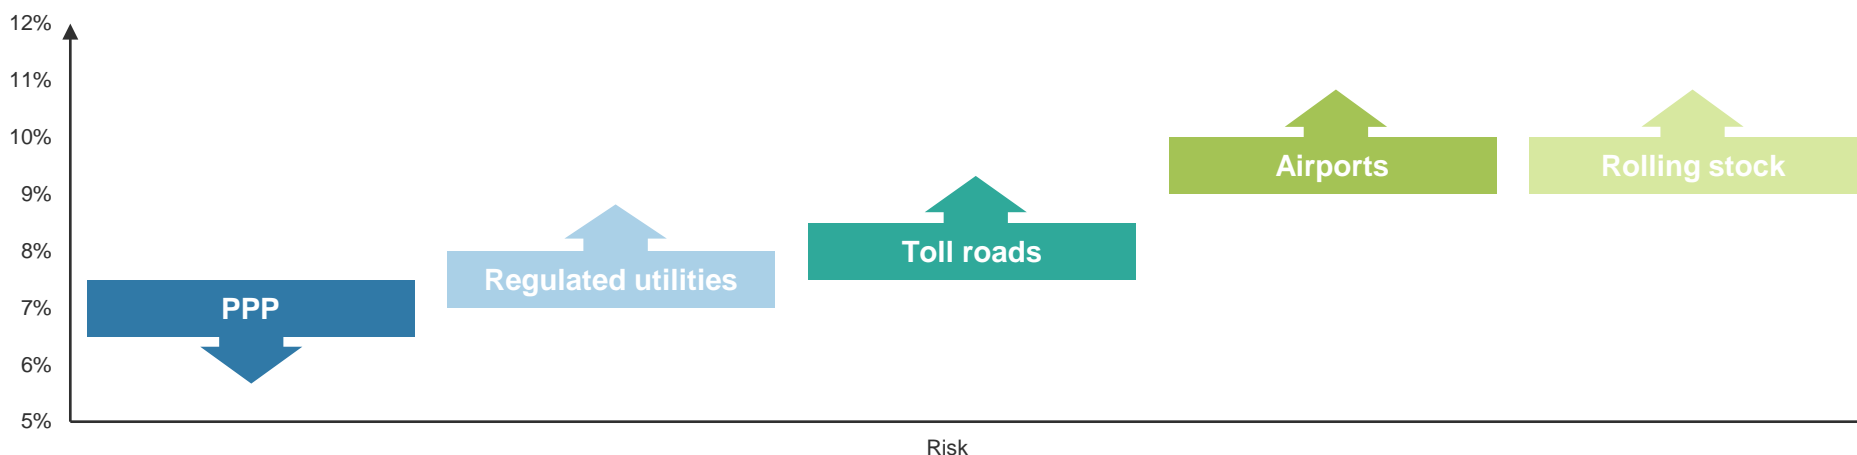 12%
11%
10%
9%
8%
7%
6%
5%
PPP
Regulated utilities
Toll roads
Airports
Rolling stock
Risk